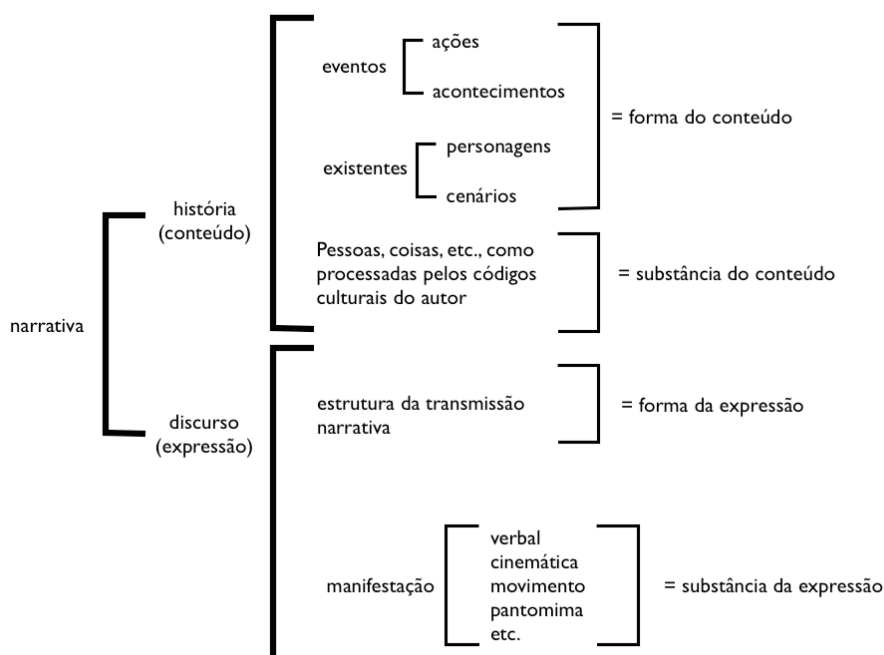 narrativa
história
(conteúdo)
eventos
ações
acontecimentos
existentes
personagens
cenários
= forma do conteúdo
Pessoas, coisas, etc., como
processadas pelos códigos
culturais do autor
= substância do conteúdo
discurso
(expressão)
estrutura da transmissão
narrativa
= forma da expressão
manifestação
verbal
cinemática
movimento
pantomima
etc.
= substância da expressão